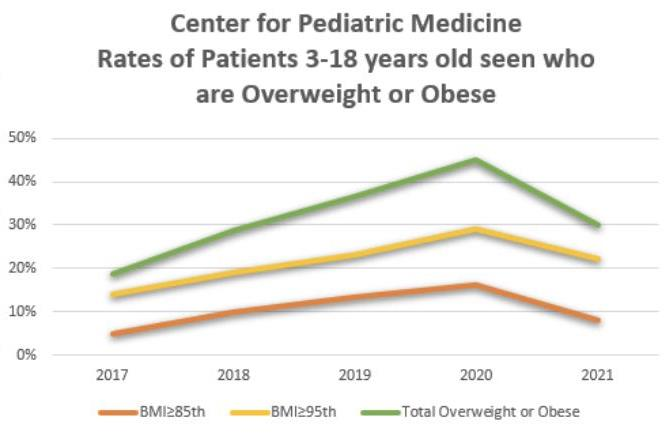 Center for Pediatric Medicine
Rates of Patients 3-18 years old seen who
are Overweight or Obese
50%
40%
30%
20%
10%
0%
2017 2018 2019 2020 2021
BMI≥85th BMI≥95th Total Overweight or Obese